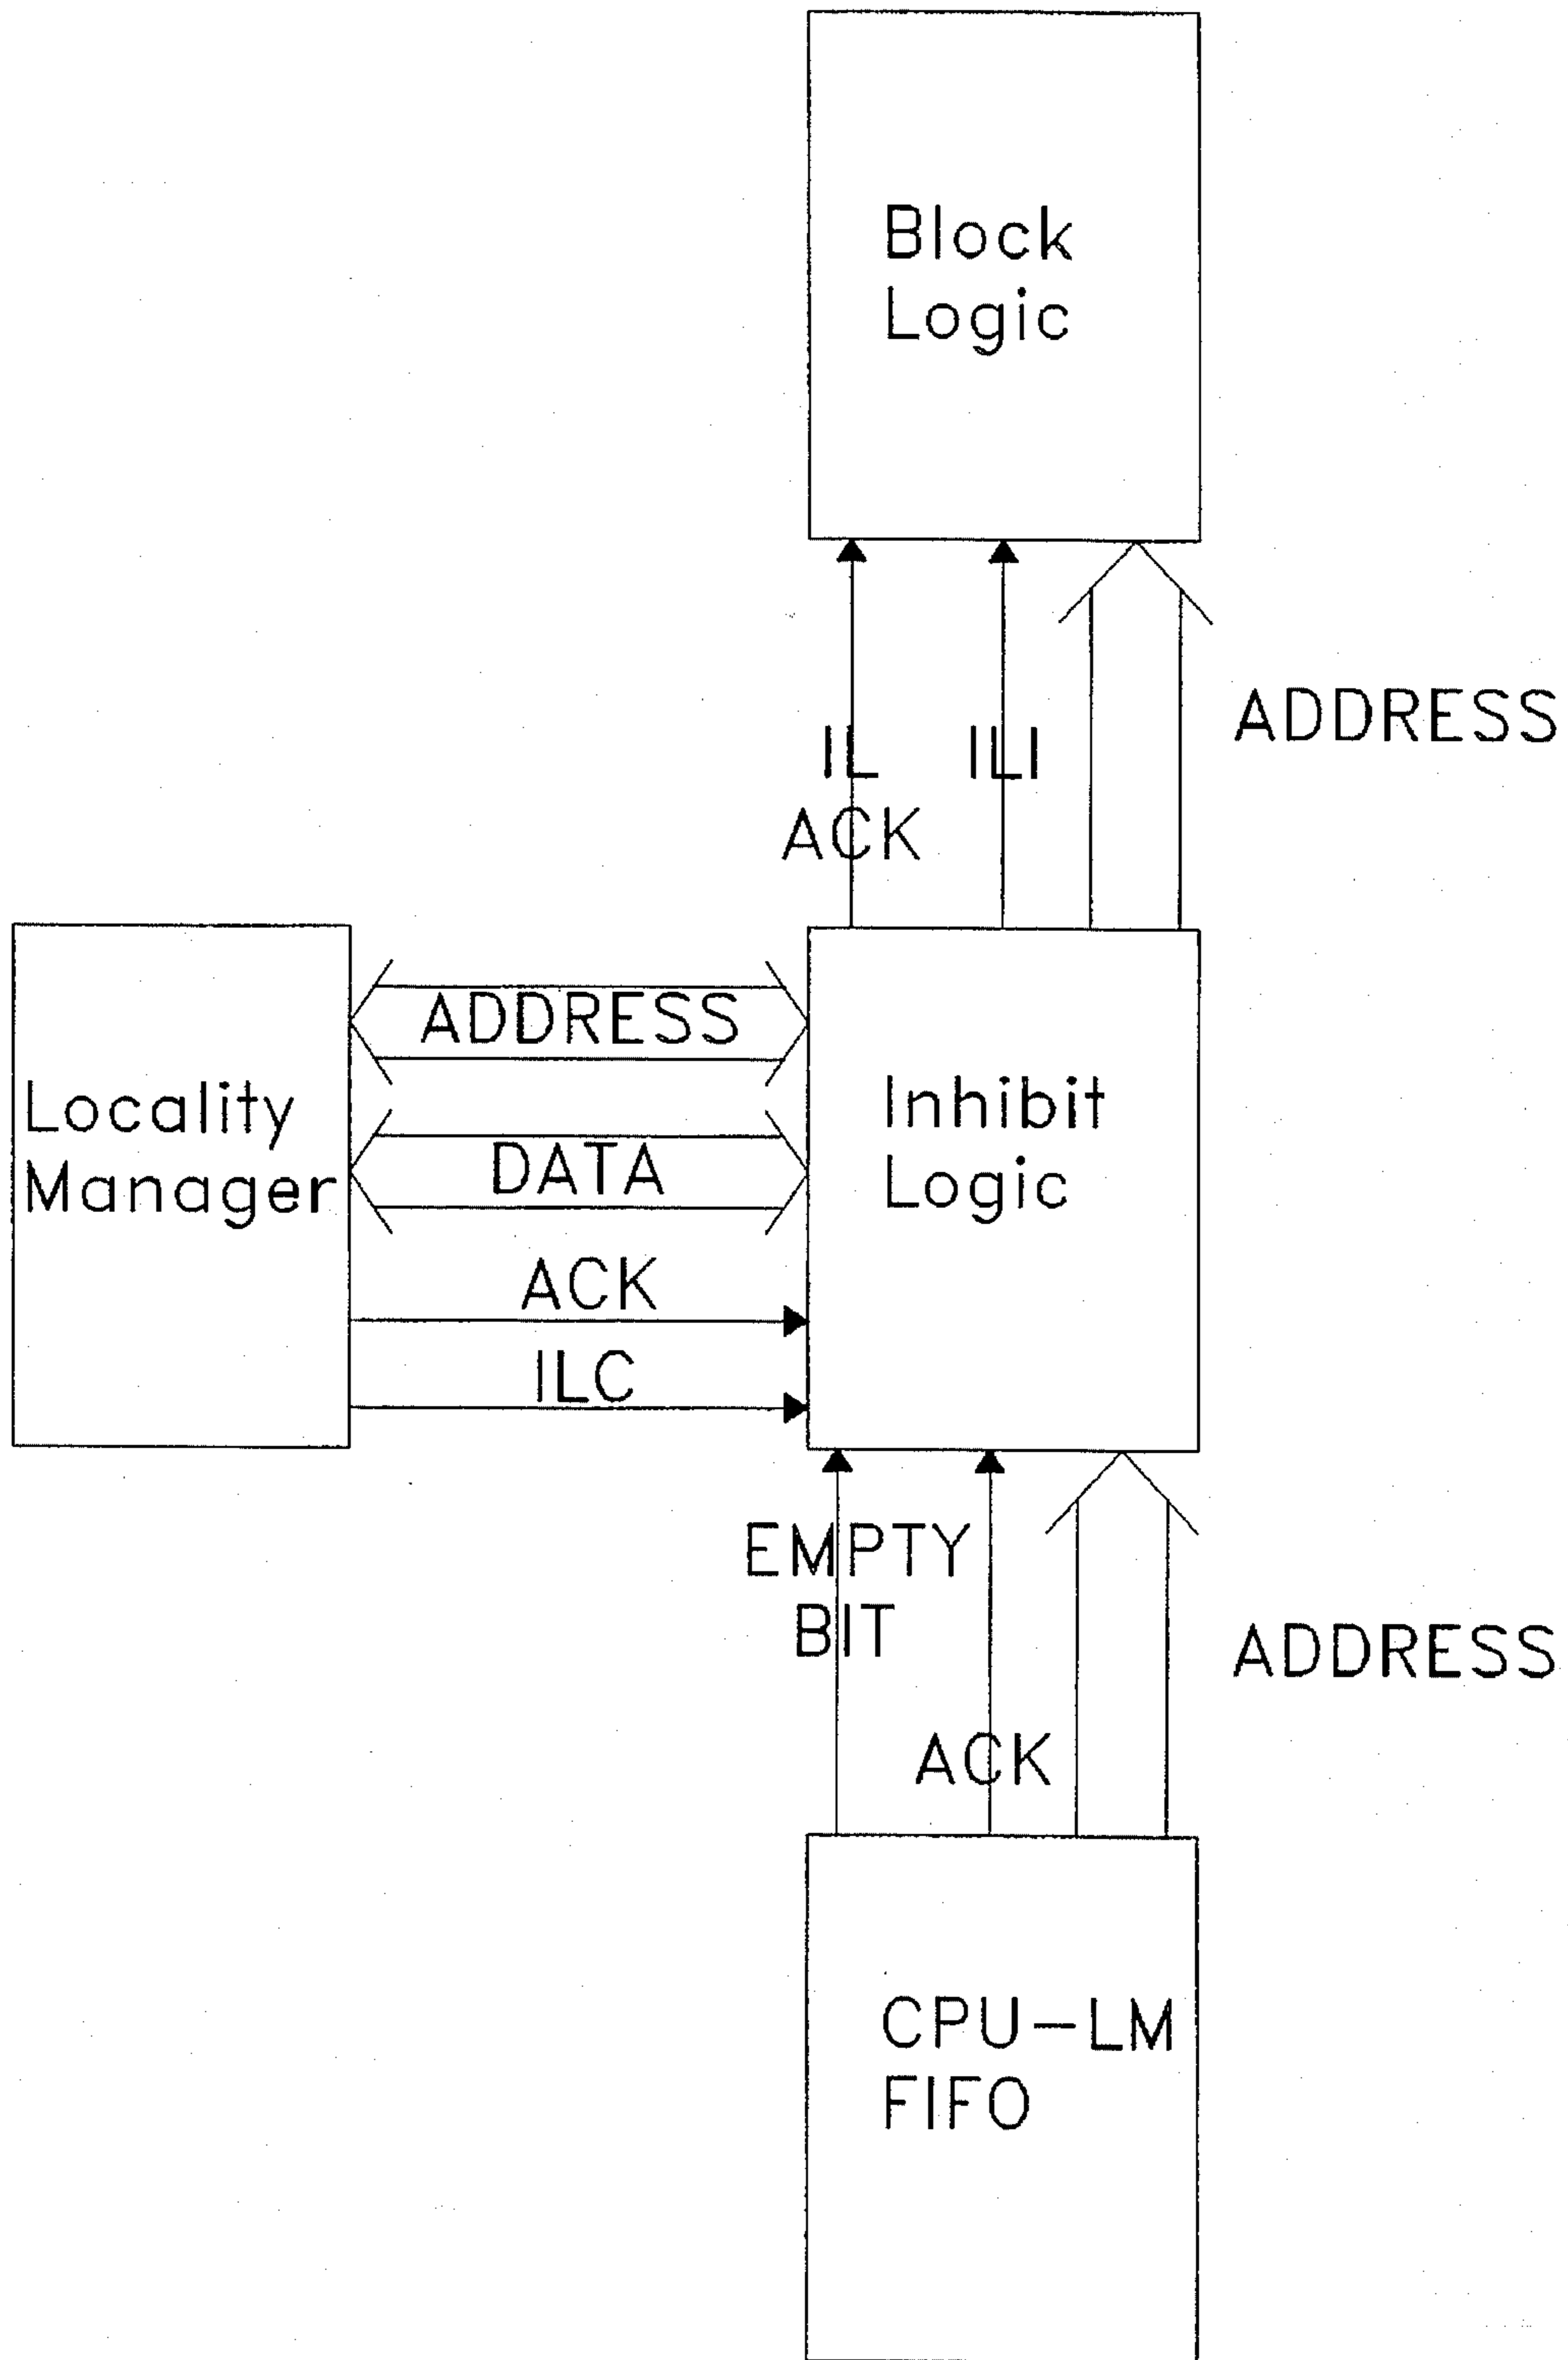 Block
Logic
IL
ACK
ILI
ADDRESS
Locality
Manager
ADDRESS
DATA
ACK
ILC
Inhibit
Logic
EMPTY
BIT
ACK
ADDRESS
CPU-LM
FIFO